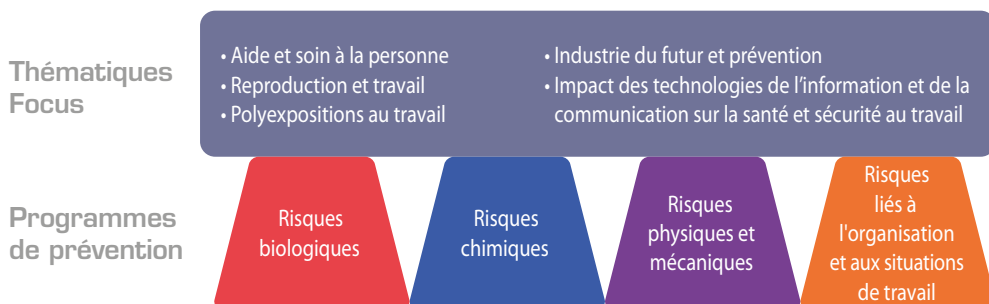 Thématiques
Focus
• Aide et soin à la personne
• Reproduction et travail
• Polyexpositions au travail
• Industrie du futur et prévention
• Impact des technologies de l'information et de la
communication sur la santé et sécurité au travail
Programmes
de prévention
Risques
biologiques
Risques
chimiques
Risques
physiques et
mécaniques
Risques
liés à
l'organisation
et aux situations
de travail